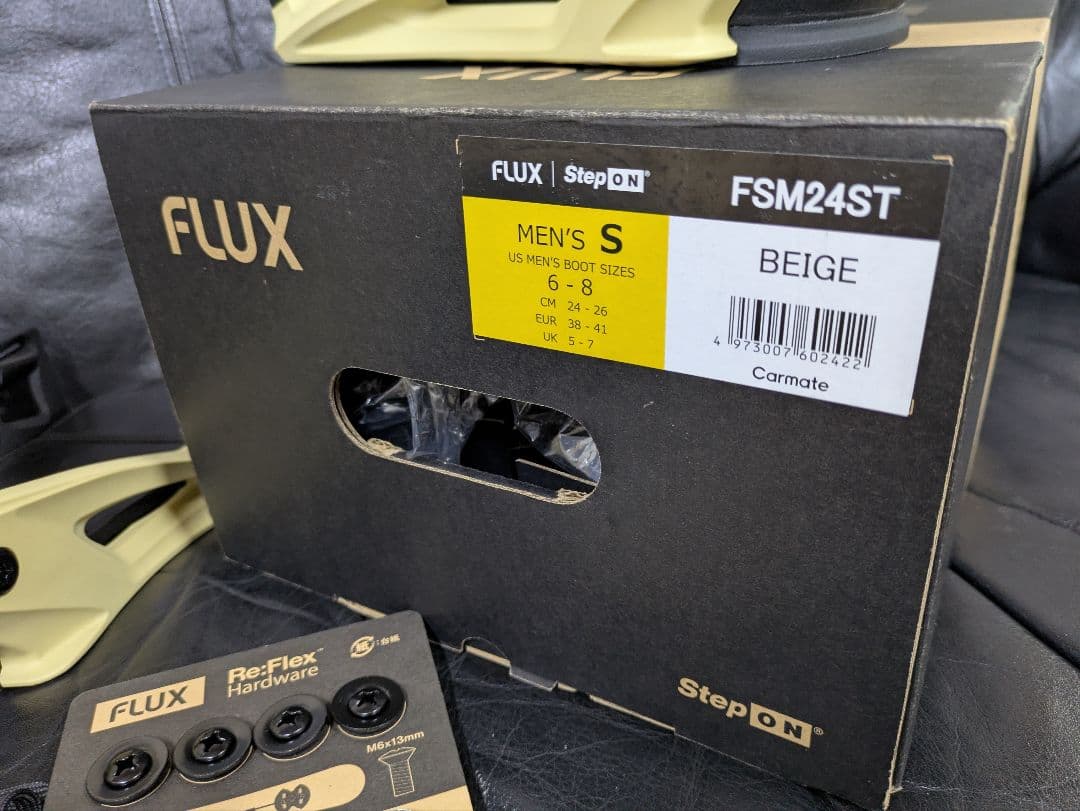 FLUX
FLUX
FLUX | StepON®
FSM24ST
MEN'S S
US MEN'S BOOT SIZES
6 - 8
CM 24 - 26
EUR 38 - 41
UK 5 - 7
BEIGE
4 973007 602422
Carmate
FLUX
Re:Flex™
Hardware
M6x13mm
StepON®